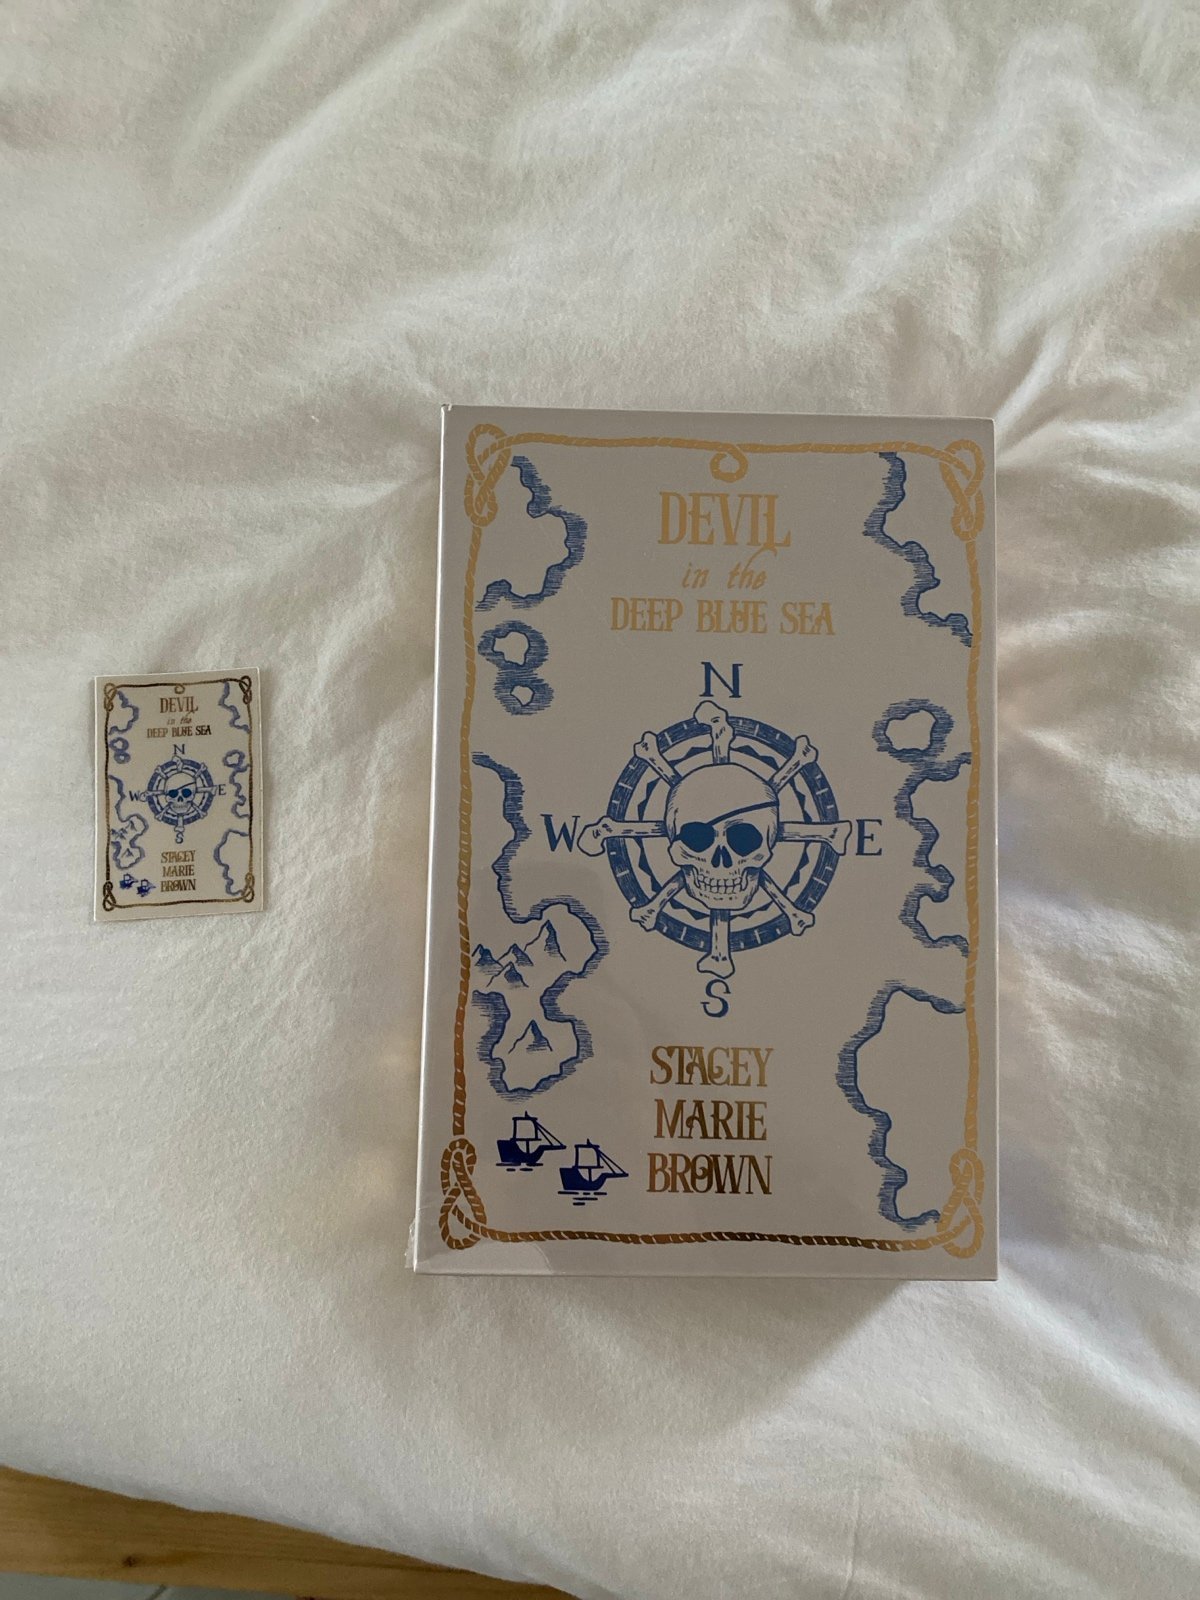 DEVIL
in the
DEEP BLUE SEA
N
W E
S
STACEY
MARIE
BROWN
DEVIL
in the
DEEP BLUE SEA
N
W E
S
STACEY
MARIE
BROWN